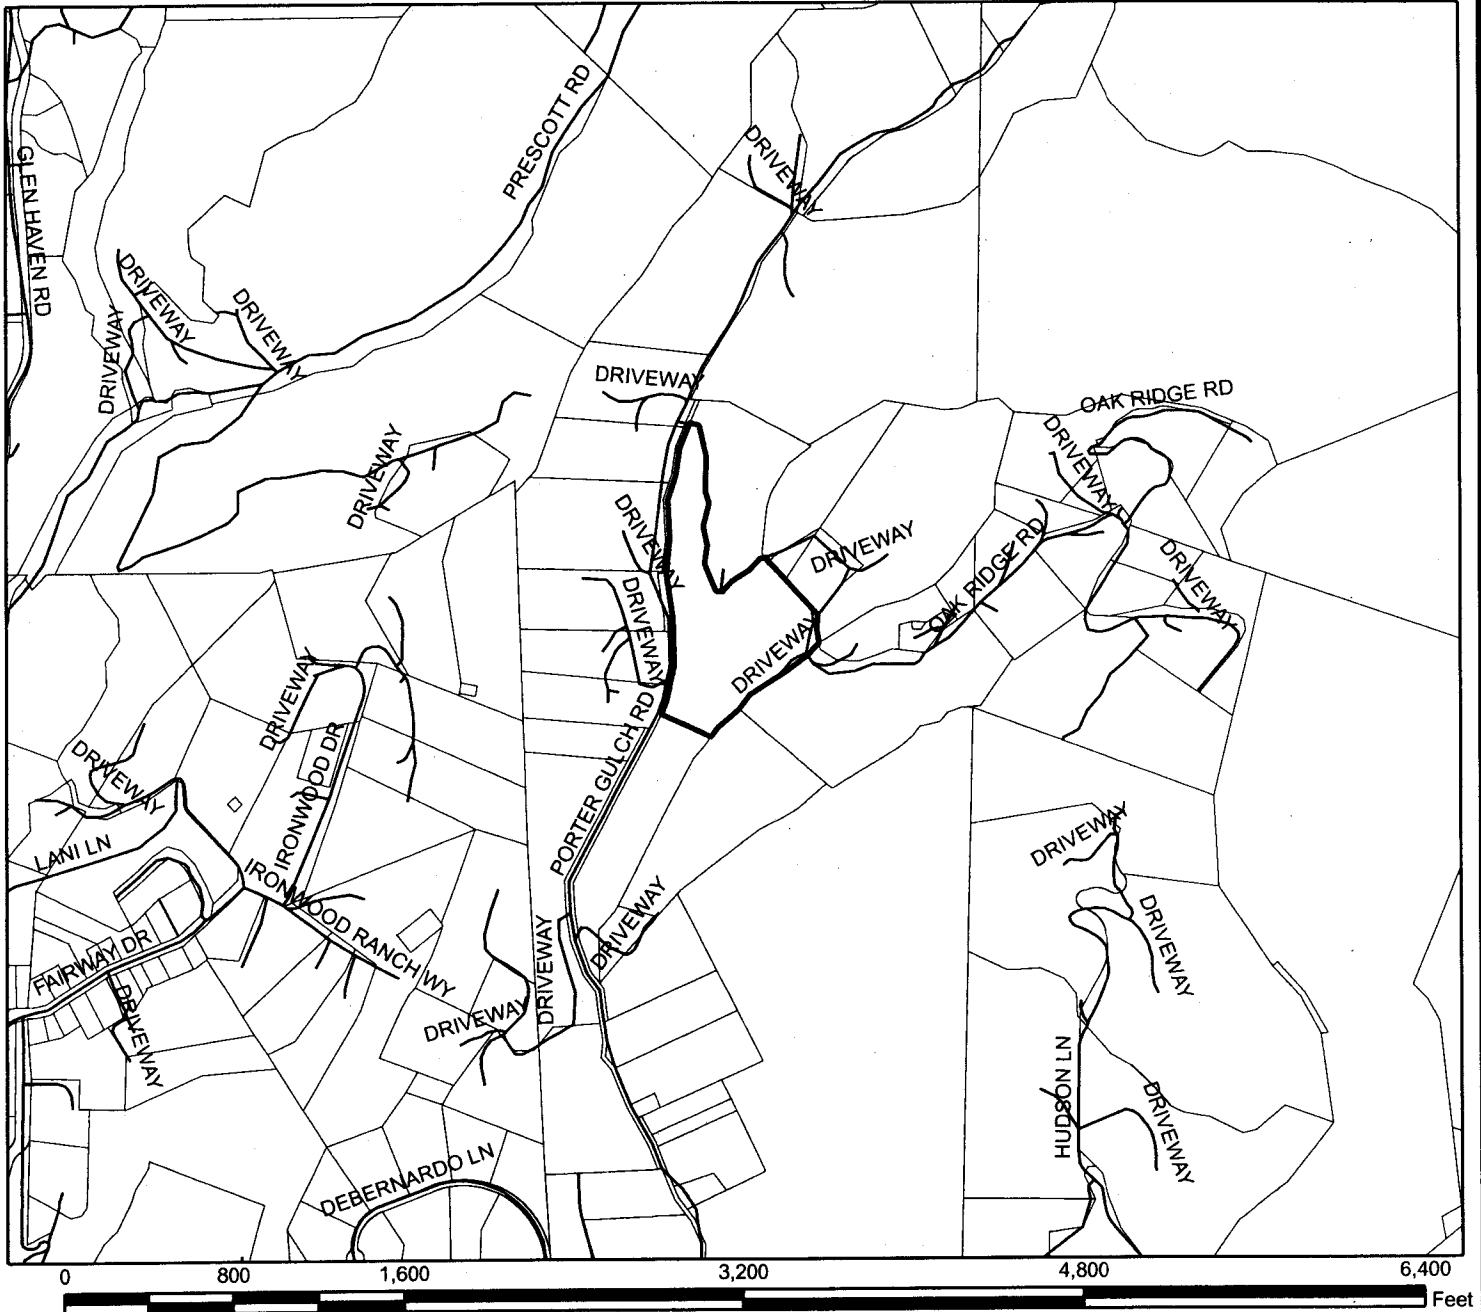 PRESCOTT RD
DRIVEWAY
GLEN HAVEN RD
DRIVEWAY
DRIVEWAY
DRIVEWAY
DRIVEWAY
OAK RIDGE RD
DRIVEWAY
DRIVEWAY
DRIVEWAY
DRIVEWAY
OAK RIDGE RD
DRIVEWAY
DRIVEWAY
DRIVEWAY
DRIVEWAY
PORTER GULCH RD
IRONWOOD DR
DRIVEWAY
LANI LN
DRIVEWAY
IRONWOOD RANCH WY
DRIVEWAY
DRIVEWAY
DRIVEWAY
FAIRWAY DR
DRIVEWAY
DRIVEWAY
HUDSON LN
DRIVEWAY
DEBERNARDO LN
0 800 1,600 3,200 4,800 6,400
Feet